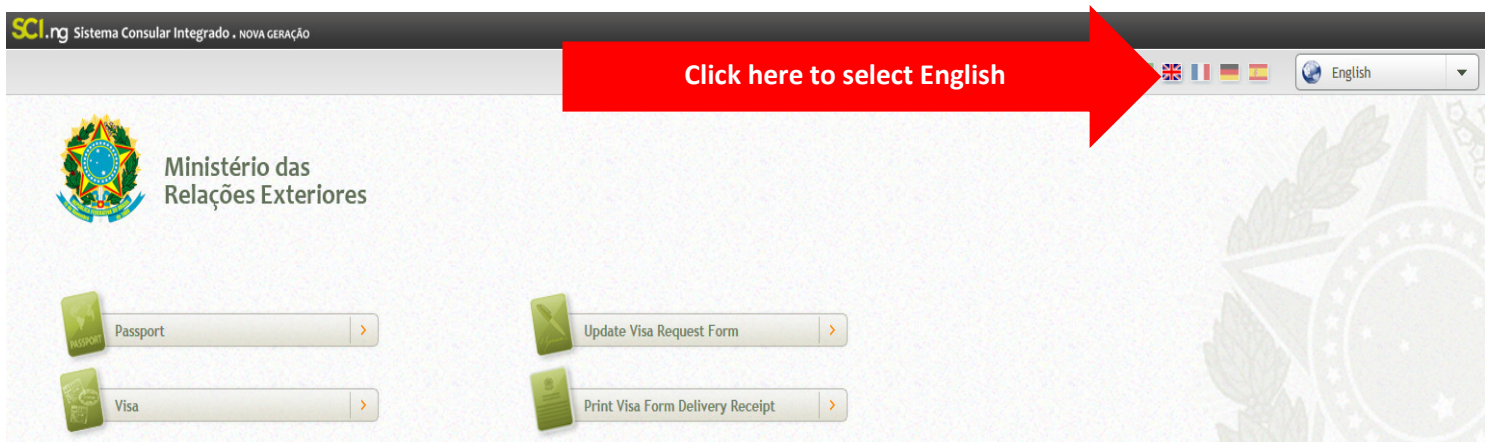 SCI.ng Sistema Consular Integrado . NOVA GERAÇÃO
Click here to select English
English
Ministério das
Relações Exteriores
Passport
Update Visa Request Form
PASSPORT
Visa
Print Visa Form Delivery Receipt